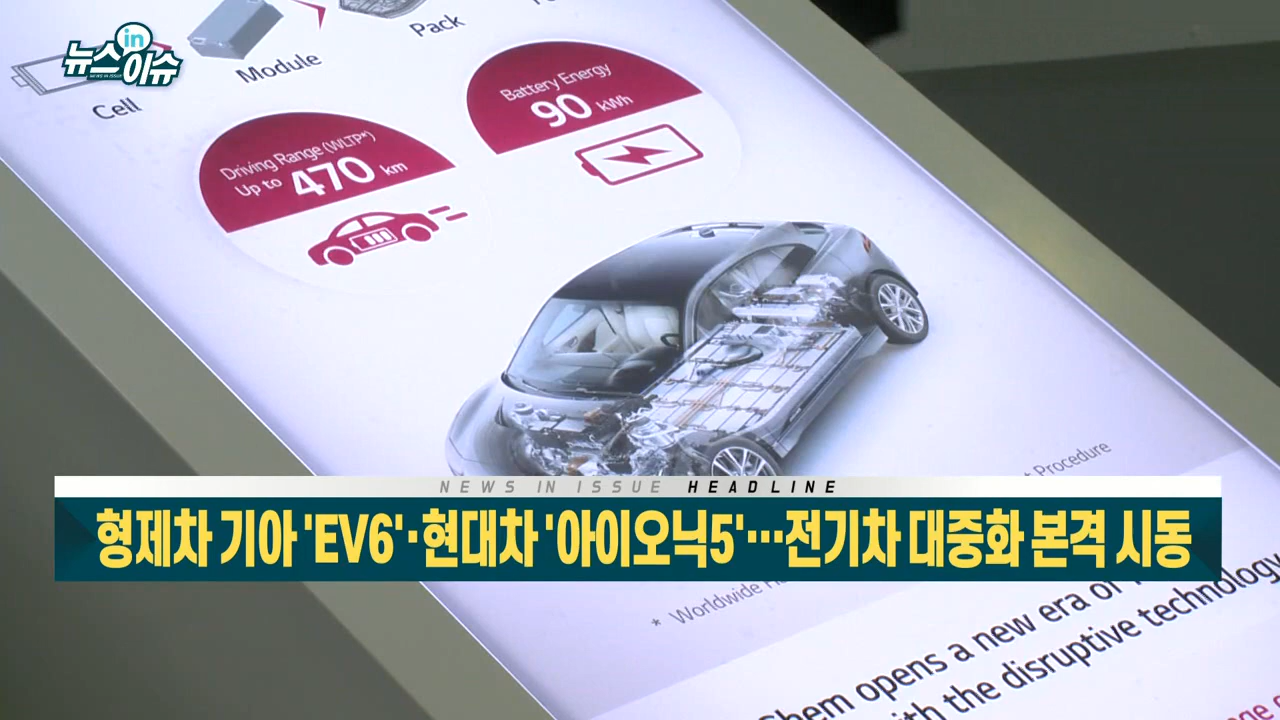 뉴스in이슈
NEWS IN ISSUE
Cell
Module
Pack
Driving Range (WLTP*)
Up to 470 km
Battery Energy
90 kWh
NEWS IN ISSUE HEADLINE
형제차 기아 'EV6'·현대차 '아이오닉5'…전기차 대중화 본격 시동
Procedure
* Worldwide
opens a new era of
with the disruptive technology